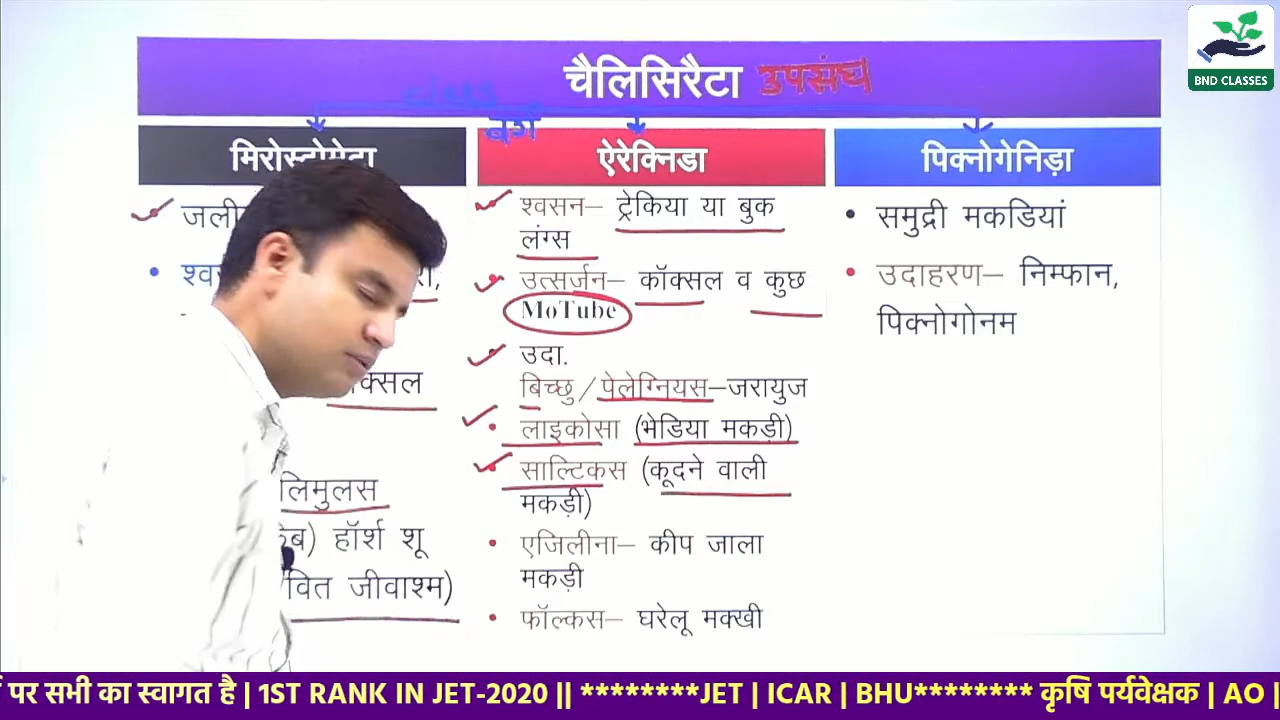 BND CLASSES
चैलिसिरैटा उपसंघ
class
वर्ग
मिरोस्टोमेटा
जली
लिमुलस
हॉर्श शू
जीवाश्म)
ऐरेक्निडा
श्वसन– ट्रेकिया या बुक
लंग्स
उत्सर्जन– कॉक्सल व कुछ
MoTube
उदा.
बिच्छु/पेलेग्नियस–जरायुज
लाइकोसा (भेडिया मकड़ी)
साल्टिकस (कूदने वाली
मकड़ी)
एजिलीना– कीप जाला
मकड़ी
फॉल्कस– घरेलू मक्खी
पिक्नोगेनिड़ा
समुद्री मकडियां
उदाहरण– निम्फान,
पिक्नोगोनम
पर सभी का स्वागत है | 1ST RANK IN JET-2020 || ********JET | ICAR | BHU******** कृषि पर्यवेक्षक | AO |